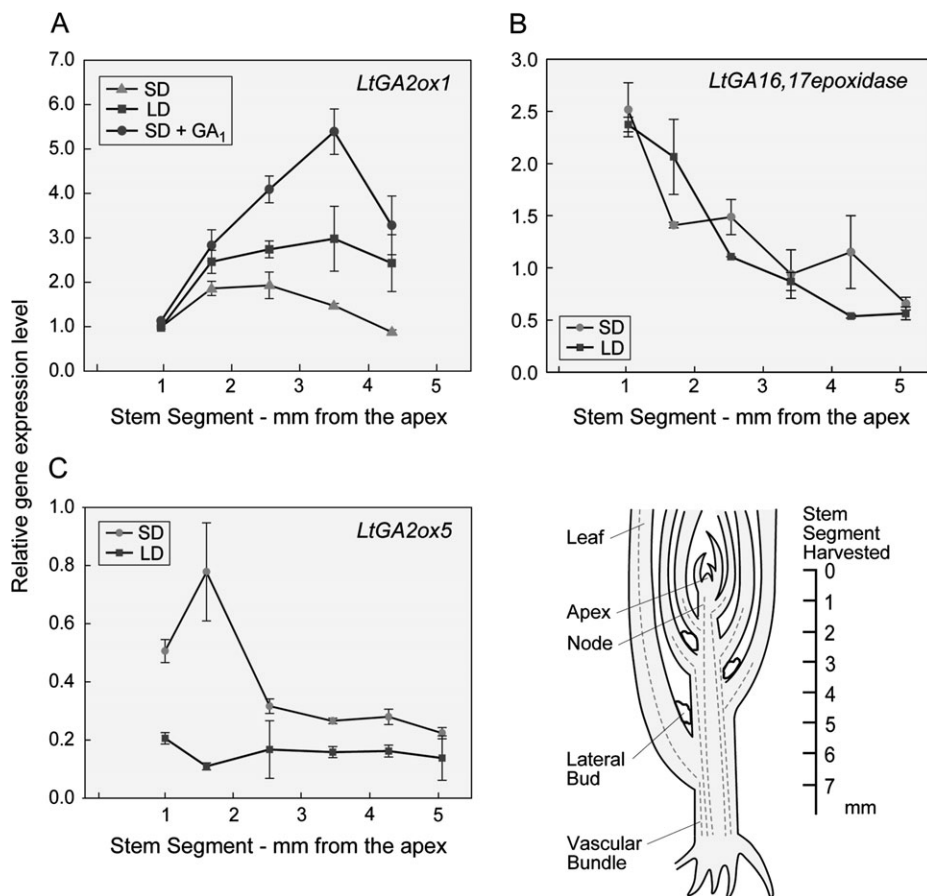 A
LtGA2ox1
SD
LD
SD + GA₁
7.0
6.0
5.0
4.0
3.0
2.0
1.0
0.0
1 2 3 4 5
Stem Segment - mm from the apex
B
LtGA16,17epoxidase
3.0
2.5
2.0
1.5
1.0
0.5
0.0
SD
LD
1 2 3 4 5
Stem Segment - mm from the apex
Relative gene expression level
C
LtGA2ox5
SD
LD
1.0
0.8
0.6
0.4
0.2
0.0
1 2 3 4 5
Stem Segment - mm from the apex
Leaf
Apex
Node
Lateral
Bud
Vascular
Bundle
Stem
Segment
Harvested
0
1
2
3
4
5
6
7
mm